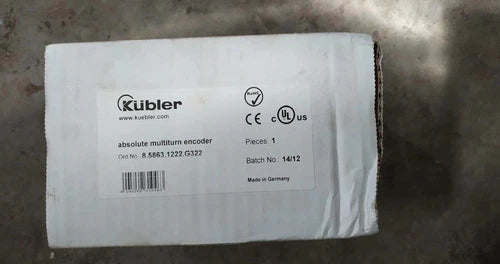 Kübler
www.kuebler.com
RoHS
CE c UL US
absolute multiturn encoder
Pieces: 1
Ord.No.: 8.5863.1222.G322
Batch No.: 14/12
Made in Germany